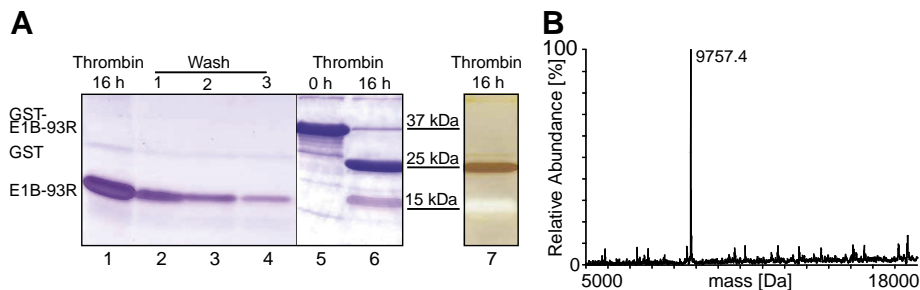 A
Thrombin Wash Thrombin Thrombin
16 h 1 2 3 0 h 16 h 16 h
GST-
E1B-93R
37 kDa
GST
25 kDa
E1B-93R
15 kDa
1 2 3 4 5 6 7
B
100
9757.4
Relative Abundance [%]
0
5000 mass [Da] 18000